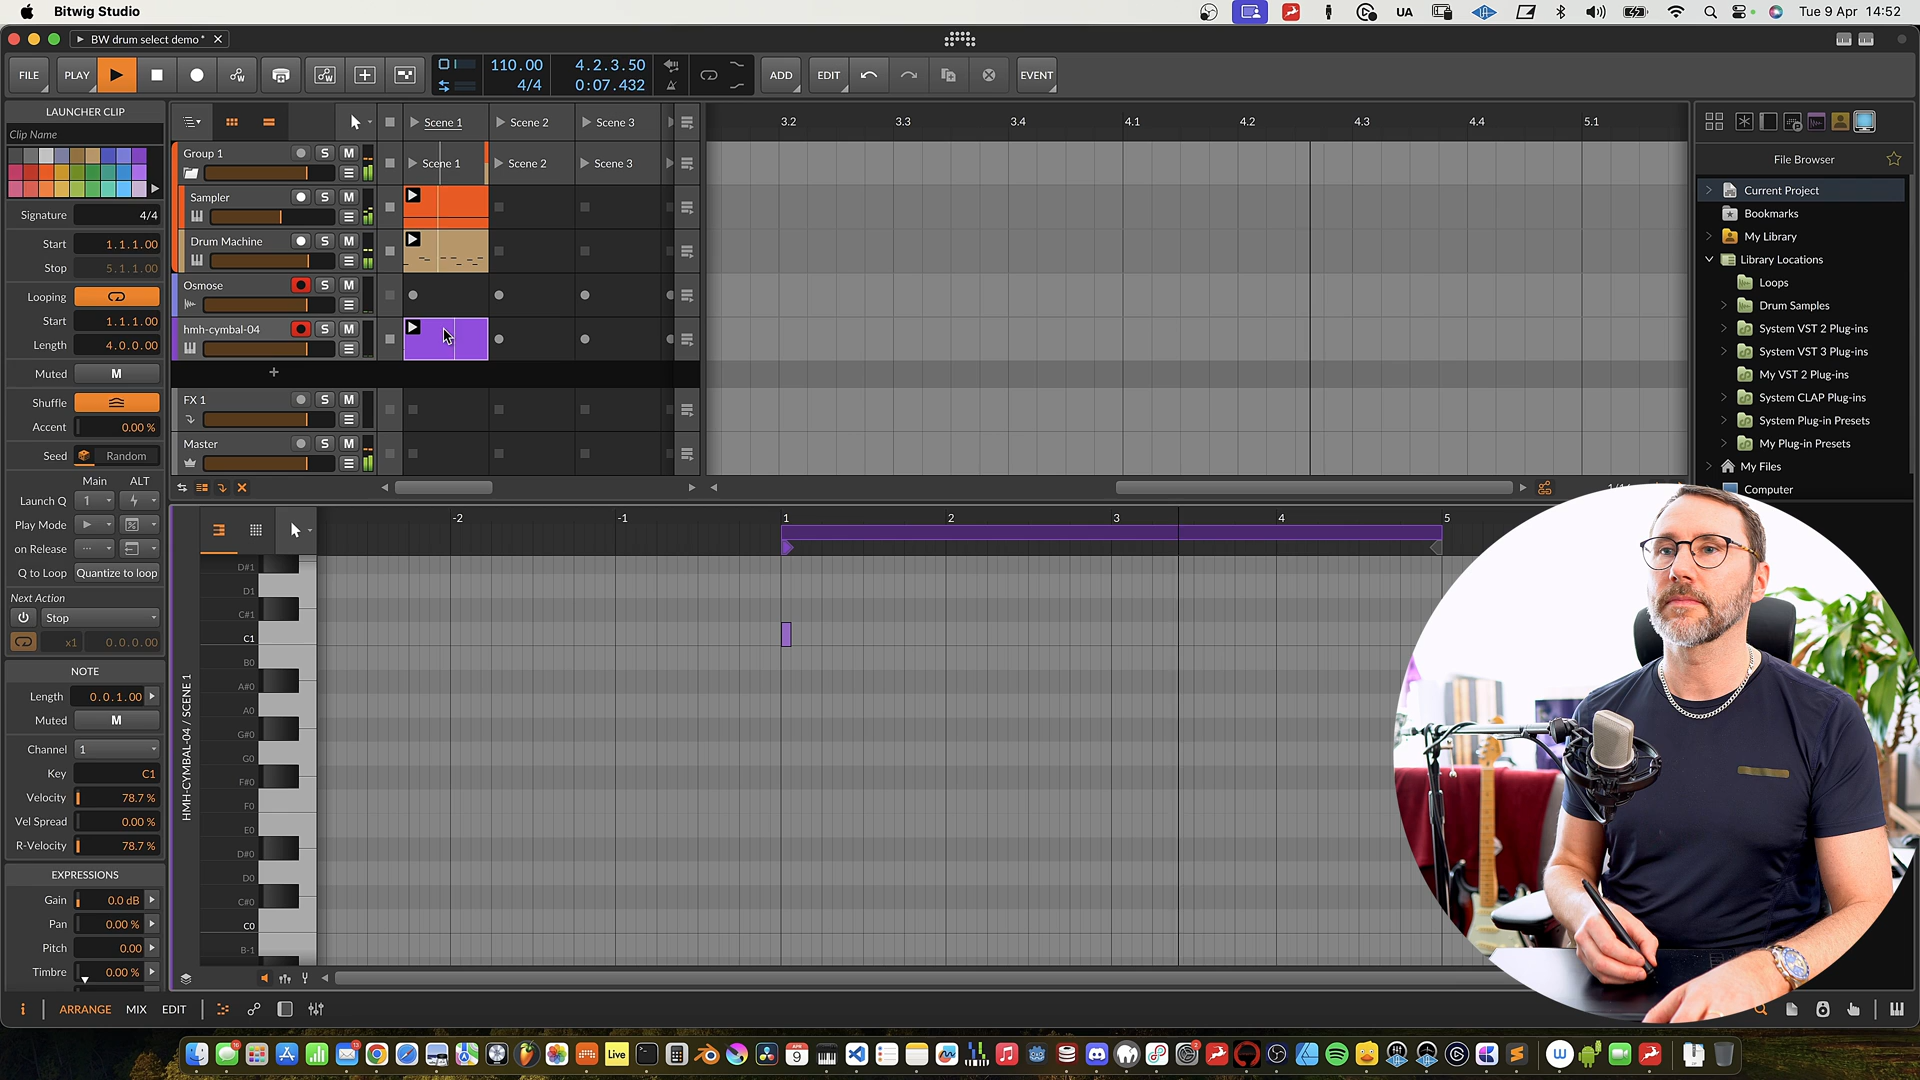 Bitwig Studio
UA
Tue 9 Apr 14:52
BW drum select demo*
FILE
PLAY
110.00
4/4
4.2.3.50
0:07.432
ADD
EDIT
EVENT
LAUNCHER CLIP
Clip Name
Signature 4/4
Start 1.1.1.00
Stop 5.1.1.00
Looping
Start 1.1.1.00
Length 4.0.0.00
Muted M
Shuffle
Accent 0.00 %
Seed Random
Main ALT
Launch Q 1
Play Mode
on Release
Q to Loop Quantize to loop
Next Action
Stop
x1 0.0.0.00
NOTE
Length 0.0.1.00
Muted M
Channel 1
Key C1
Velocity 78.7 %
Vel Spread 0.00 %
R-Velocity 78.7 %
EXPRESSIONS
Gain 0.0 dB
Pan 0.00 %
Pitch 0.00
Timbre 0.00 %
Scene 1 Scene 2 Scene 3
Group 1 S M Scene 1 Scene 2 Scene 3
Sampler S M
Drum Machine S M
Osmose S M
hmh-cymbal-04 S M
+
FX 1 S M
Master S M
3.2 3.3 3.4 4.1 4.2 4.3 4.4 5.1
File Browser
Current Project
Bookmarks
My Library
Library Locations
Loops
Drum Samples
System VST 2 Plug-ins
System VST 3 Plug-ins
My VST 2 Plug-ins
System CLAP Plug-ins
System Plug-in Presets
My Plug-in Presets
My Files
Computer
-2 -1 1 2 3 4 5
HMH-CYMBAL-04 / SCENE 1
D#1
D1
C#1
C1
B0
A#0
A0
G#0
G0
F#0
F0
E0
D#0
D0
C#0
C0
B-1
ARRANGE MIX EDIT
Live